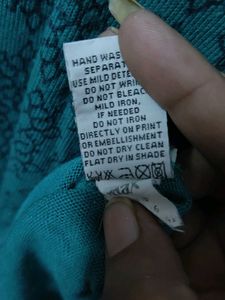 HAND WASH
SEPARATE
USE MILD DETE
DO NOT WRIN
DO NOT BLEAC
MILD IRON,
IF NEEDED
DO NOT IRON
DIRECTLY ON PRINT
OR EMBELLISHMENT
DO NOT DRY CLEAN
FLAT DRY IN SHADE